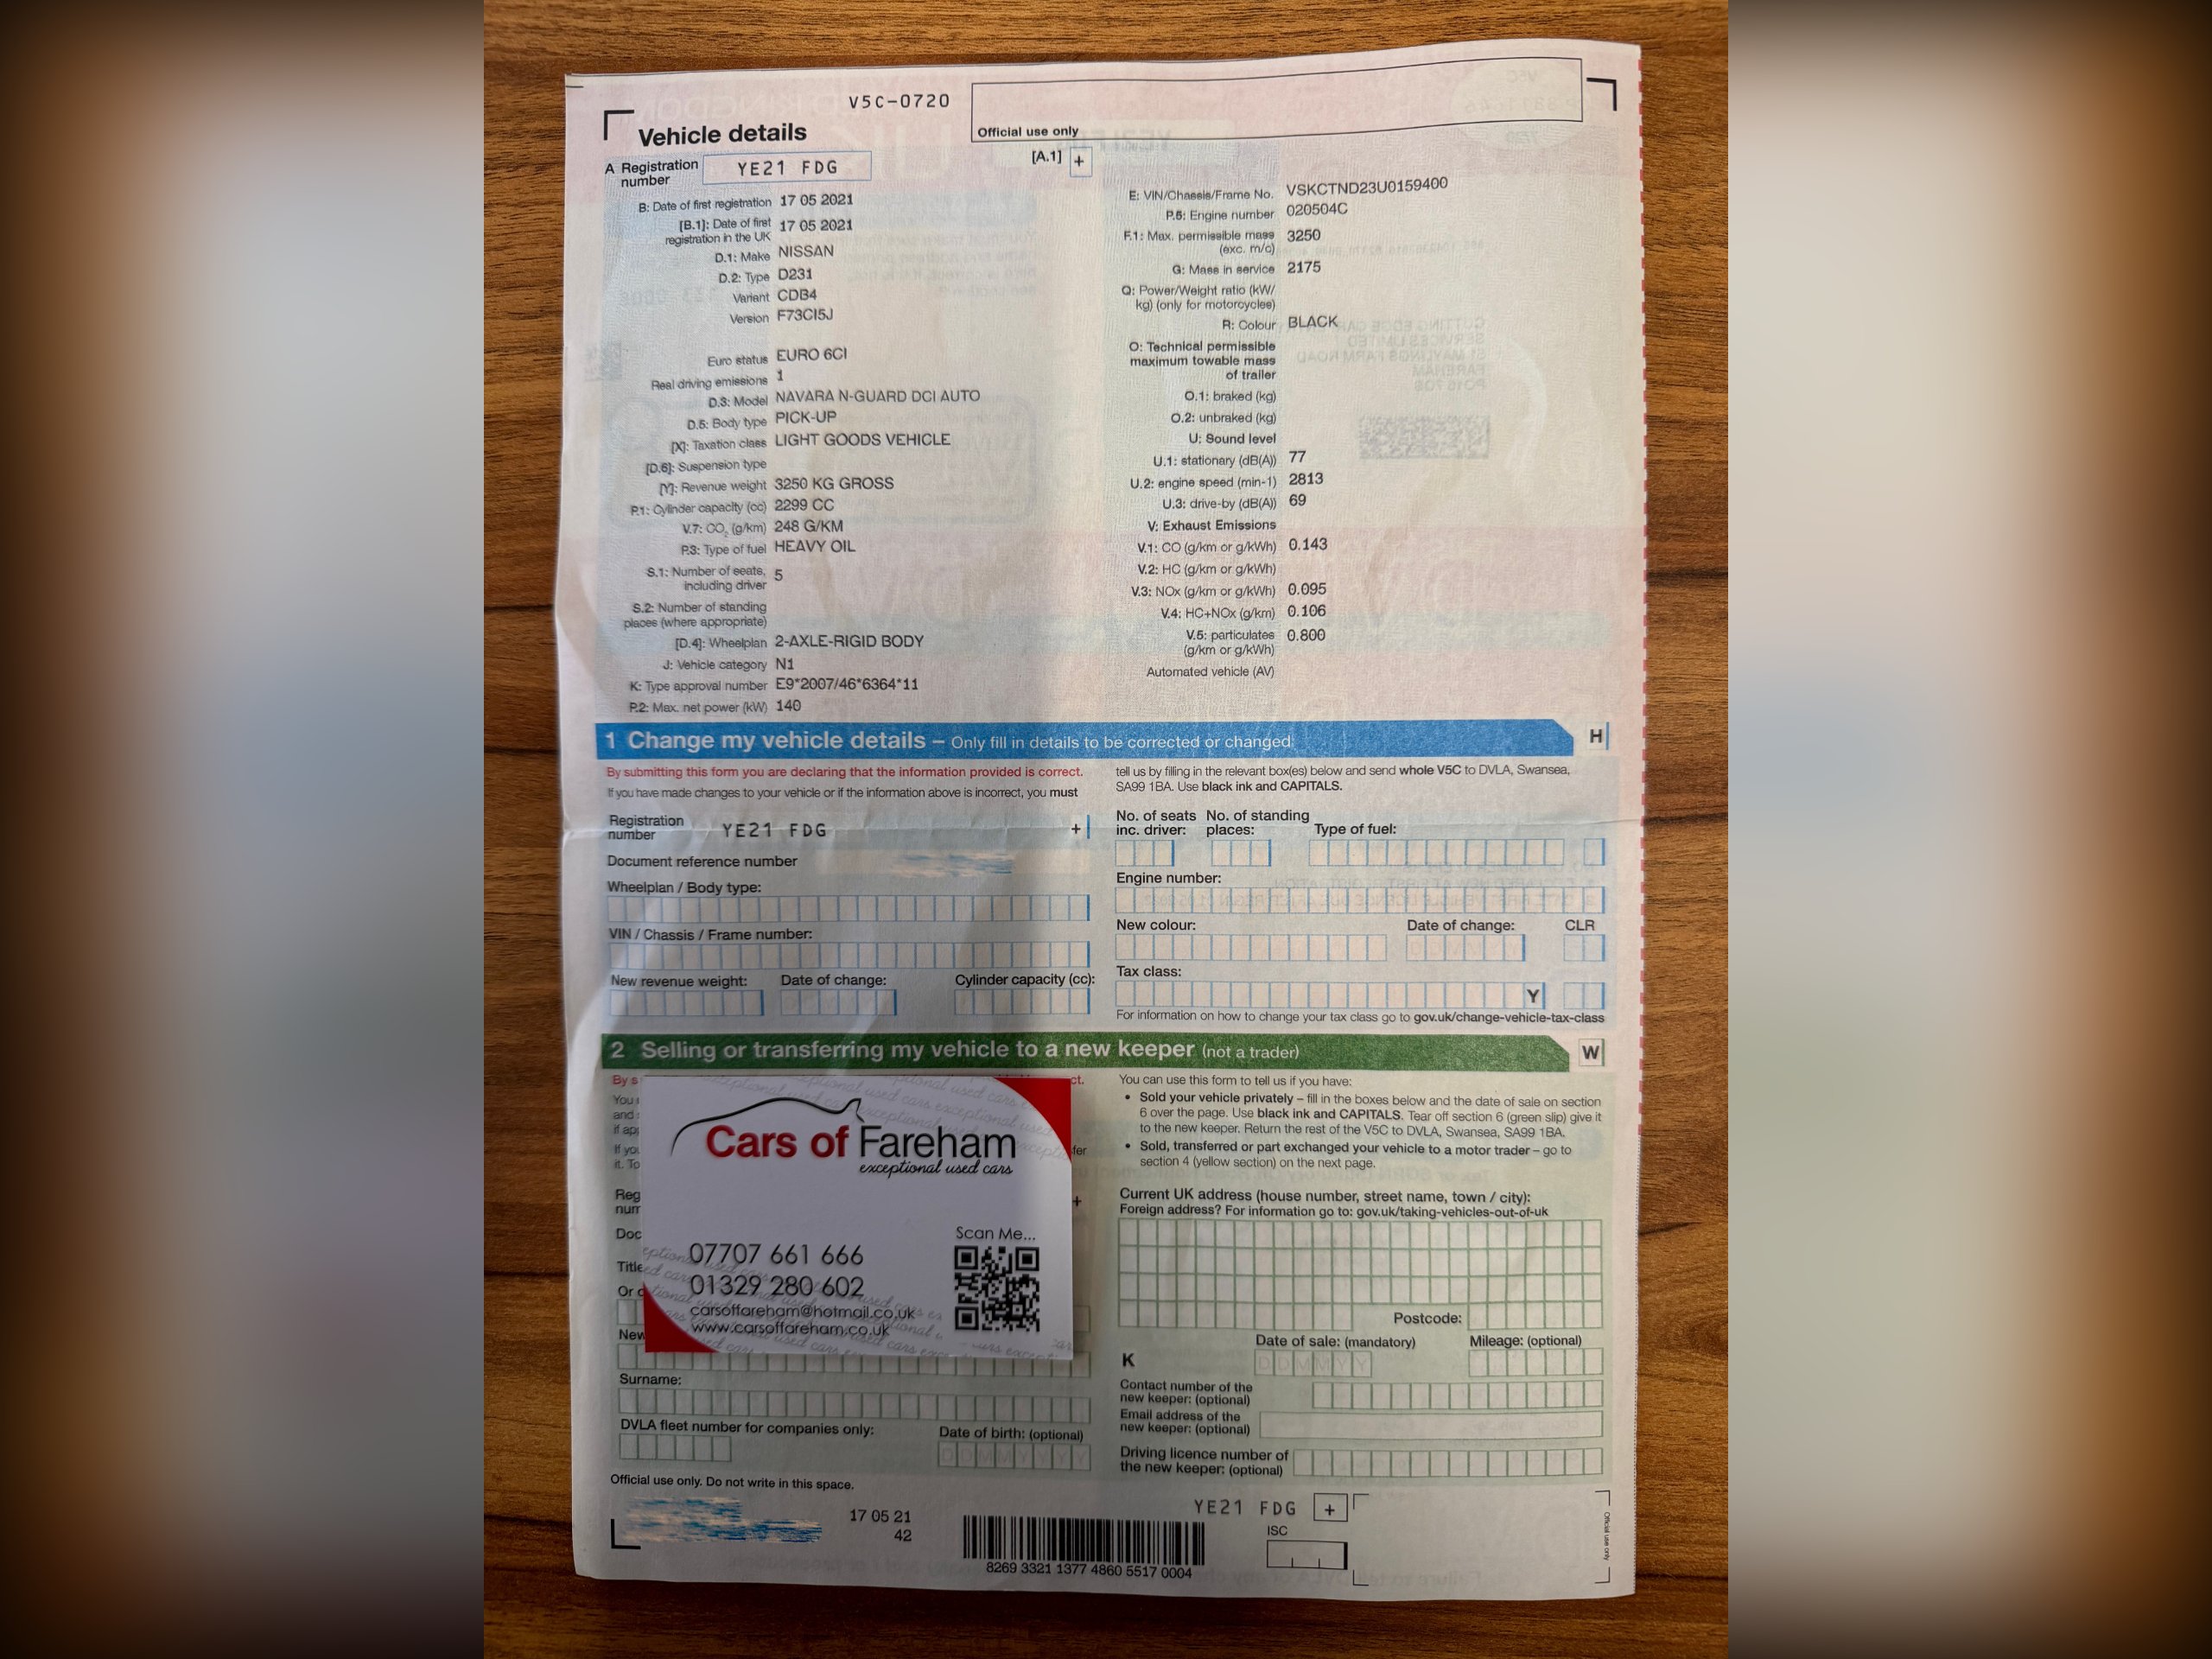 V5C-0720
Official use only
Vehicle details
A Registration number YE21 FDG
[A.1] +
B: Date of first registration 17 05 2021
[B.1]: Date of first registration in the UK 17 05 2021
D.1: Make NISSAN
D.2: Type D231
Variant CDB4
Version F73CI5J
Euro status EURO 6CI
Real driving emissions 1
D.3: Model NAVARA N-GUARD DCI AUTO
D.5: Body type PICK-UP
[X]: Taxation class LIGHT GOODS VEHICLE
[D.6]: Suspension type
[Y]: Revenue weight 3250 KG GROSS
P.1: Cylinder capacity (cc) 2299 CC
V.7: CO2 (g/km) 248 G/KM
P.3: Type of fuel HEAVY OIL
S.1: Number of seats, including driver 5
S.2: Number of standing places (where appropriate)
[D.4]: Wheelplan 2-AXLE-RIGID BODY
J: Vehicle category N1
K: Type approval number E9*2007/46*6364*11
P.2: Max. net power (kW) 140
E: VIN/Chassis/Frame No. VSKCTND23U0159400
P.5: Engine number 020504C
F.1: Max. permissible mass (exc. m/c) 3250
G: Mass in service 2175
Q: Power/Weight ratio (kW/kg) (only for motorcycles)
R: Colour BLACK
O: Technical permissible maximum towable mass of trailer
O.1: braked (kg)
O.2: unbraked (kg)
U: Sound level
U.1: stationary (dB(A)) 77
U.2: engine speed (min-1) 2813
U.3: drive-by (dB(A)) 69
V: Exhaust Emissions
V.1: CO (g/km or g/kWh) 0.143
V.2: HC (g/km or g/kWh)
V.3: NOx (g/km or g/kWh) 0.095
V.4: HC+NOx (g/km) 0.106
V.5: particulates (g/km or g/kWh) 0.800
Automated vehicle (AV)
1 Change my vehicle details – Only fill in details to be corrected or changed
H
By submitting this form you are declaring that the information provided is correct.
If you have made changes to your vehicle or if the information above is incorrect, you must
tell us by filling in the relevant box(es) below and send whole V5C to DVLA, Swansea,
SA99 1BA. Use black ink and CAPITALS.
Registration number YE21 FDG +
Document reference number
Wheelplan / Body type:
VIN / Chassis / Frame number:
New revenue weight: Date of change: Cylinder capacity (cc):
No. of seats inc. driver: No. of standing places: Type of fuel:
Engine number:
New colour: Date of change: CLR
Tax class:
Y
For information on how to change your tax class go to gov.uk/change-vehicle-tax-class
2 Selling or transferring my vehicle to a new keeper (not a trader)
W
Cars of Fareham
exceptional used cars
Scan Me...
07707 661 666
01329 280 602
carsoffareham@hotmail.co.uk
www.carsoffareham.co.uk
Surname:
DVLA fleet number for companies only: Date of birth: (optional)
You can use this form to tell us if you have:
• Sold your vehicle privately – fill in the boxes below and the date of sale on section
6 over the page. Use black ink and CAPITALS. Tear off section 6 (green slip) give it
to the new keeper. Return the rest of the V5C to DVLA, Swansea, SA99 1BA.
• Sold, transferred or part exchanged your vehicle to a motor trader – go to
section 4 (yellow section) on the next page.
Current UK address (house number, street name, town / city):
Foreign address? For information go to: gov.uk/taking-vehicles-out-of-uk
Postcode:
Date of sale: (mandatory) Mileage: (optional)
K
Contact number of the new keeper: (optional)
Email address of the new keeper: (optional)
Driving licence number of the new keeper: (optional)
Official use only. Do not write in this space.
17 05 21
42
8269 3321 1377 4860 5517 0004
YE21 FDG +
ISC
Official use only